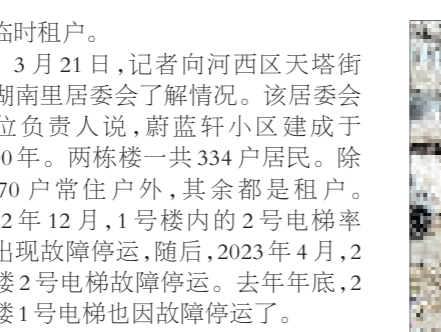 临时租户。
3月21日,记者向河西区天塔街
湖南里居委会了解情况。该居委会
位负责人说,蔚蓝轩小区建成于
0年。两栋楼一共334户居民。除
70户常住户外,其余都是租户。
2年12月,1号楼内的2号电梯率
出现故障停运,随后,2023年4月,2
楼2号电梯故障停运。去年年底,2
楼1号电梯也因故障停运了。